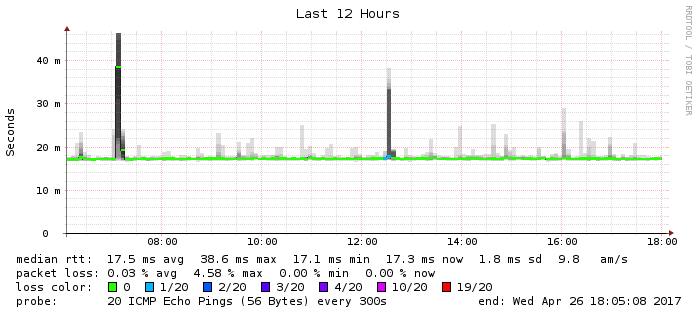 Last 12 Hours
RRDTOOL / TOBI OETIKER
Seconds
40 m
30 m
20 m
10 m
0
08:00 10:00 12:00 14:00 16:00 18:00
median rtt: 17.5 ms avg 38.6 ms max 17.1 ms min 17.3 ms now 1.8 ms sd 9.8 am/s
packet loss: 0.03 % avg 4.58 % max 0.00 % min 0.00 % now
loss color: 0 1/20 2/20 3/20 4/20 10/20 19/20
probe: 20 ICMP Echo Pings (56 Bytes) every 300s end: Wed Apr 26 18:05:08 2017